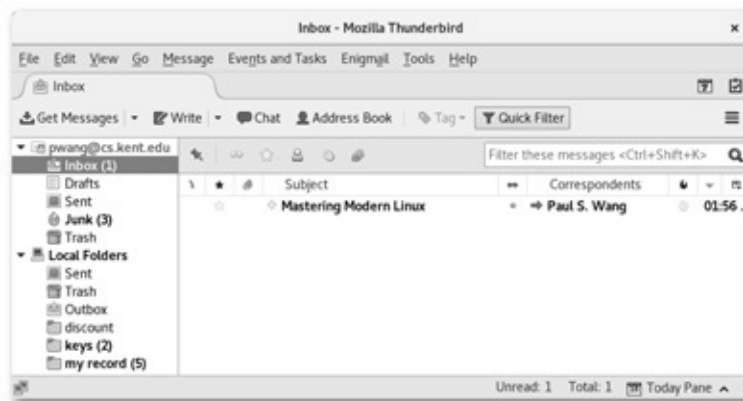 Inbox - Mozilla Thunderbird
File Edit View Go Message Events and Tasks Enigmail Tools Help
Inbox
Get Messages Write Chat Address Book Tag Quick Filter
pwang@cs.kent.edu
Filter these messages <Ctrl+Shift+K>
Inbox (1)
Drafts
Subject Correspondents
Sent
Mastering Modern Linux Paul S. Wang 01:56
Junk (3)
Trash
Local Folders
Sent
Trash
Outbox
discount
keys (2)
my record (5)
Unread: 1 Total: 1 Today Pane